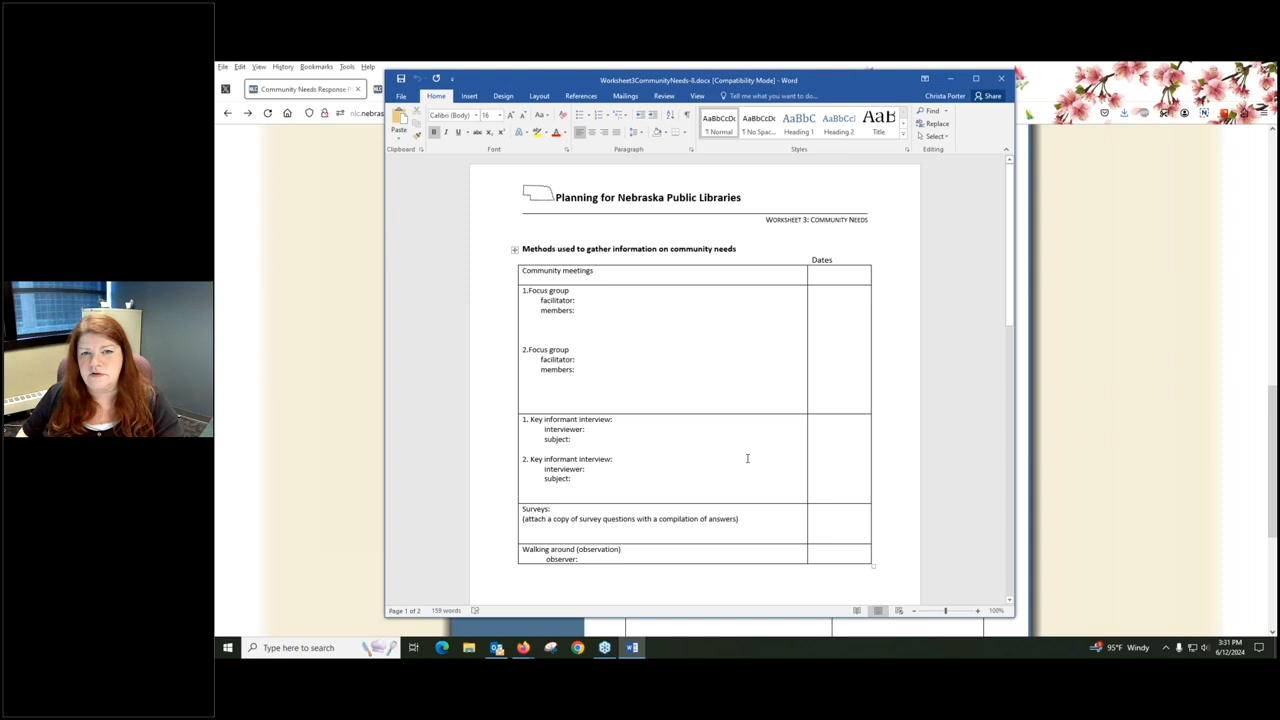 File Edit View History Bookmarks Tools Help
Community Needs Response P
nlc.nebras
Worksheet3CommunityNeeds-8.docx [Compatibility Mode] - Word
File Home Insert Design Layout References Mailings Review View Tell me what you want to do... Christa Porter Share
Paste
Calibri (Body) 16
B I U abc X₂ X²
AaBbCcDc AaBbCcDc AaBbC AaBbCcI AaB
¶ Normal ¶ No Spac... Heading 1 Heading 2 Title
Find
Replace
Select
Clipboard Font Paragraph Styles Editing
Planning for Nebraska Public Libraries
WORKSHEET 3: COMMUNITY NEEDS
Methods used to gather information on community needs
Dates
Community meetings
1.Focus group
facilitator:
members:
2.Focus group
facilitator:
members:
1. Key informant interview:
interviewer:
subject:
2. Key informant interview:
interviewer:
subject:
Surveys:
(attach a copy of survey questions with a compilation of answers)
Walking around (observation)
observer:
Page 1 of 2 159 words 100%
Type here to search
95°F Windy
3:31 PM
6/12/2024